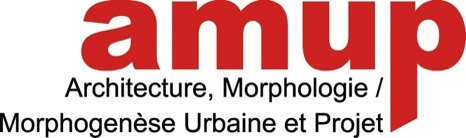 amup
Architecture, Morphologie /
Morphogenèse Urbaine et Projet